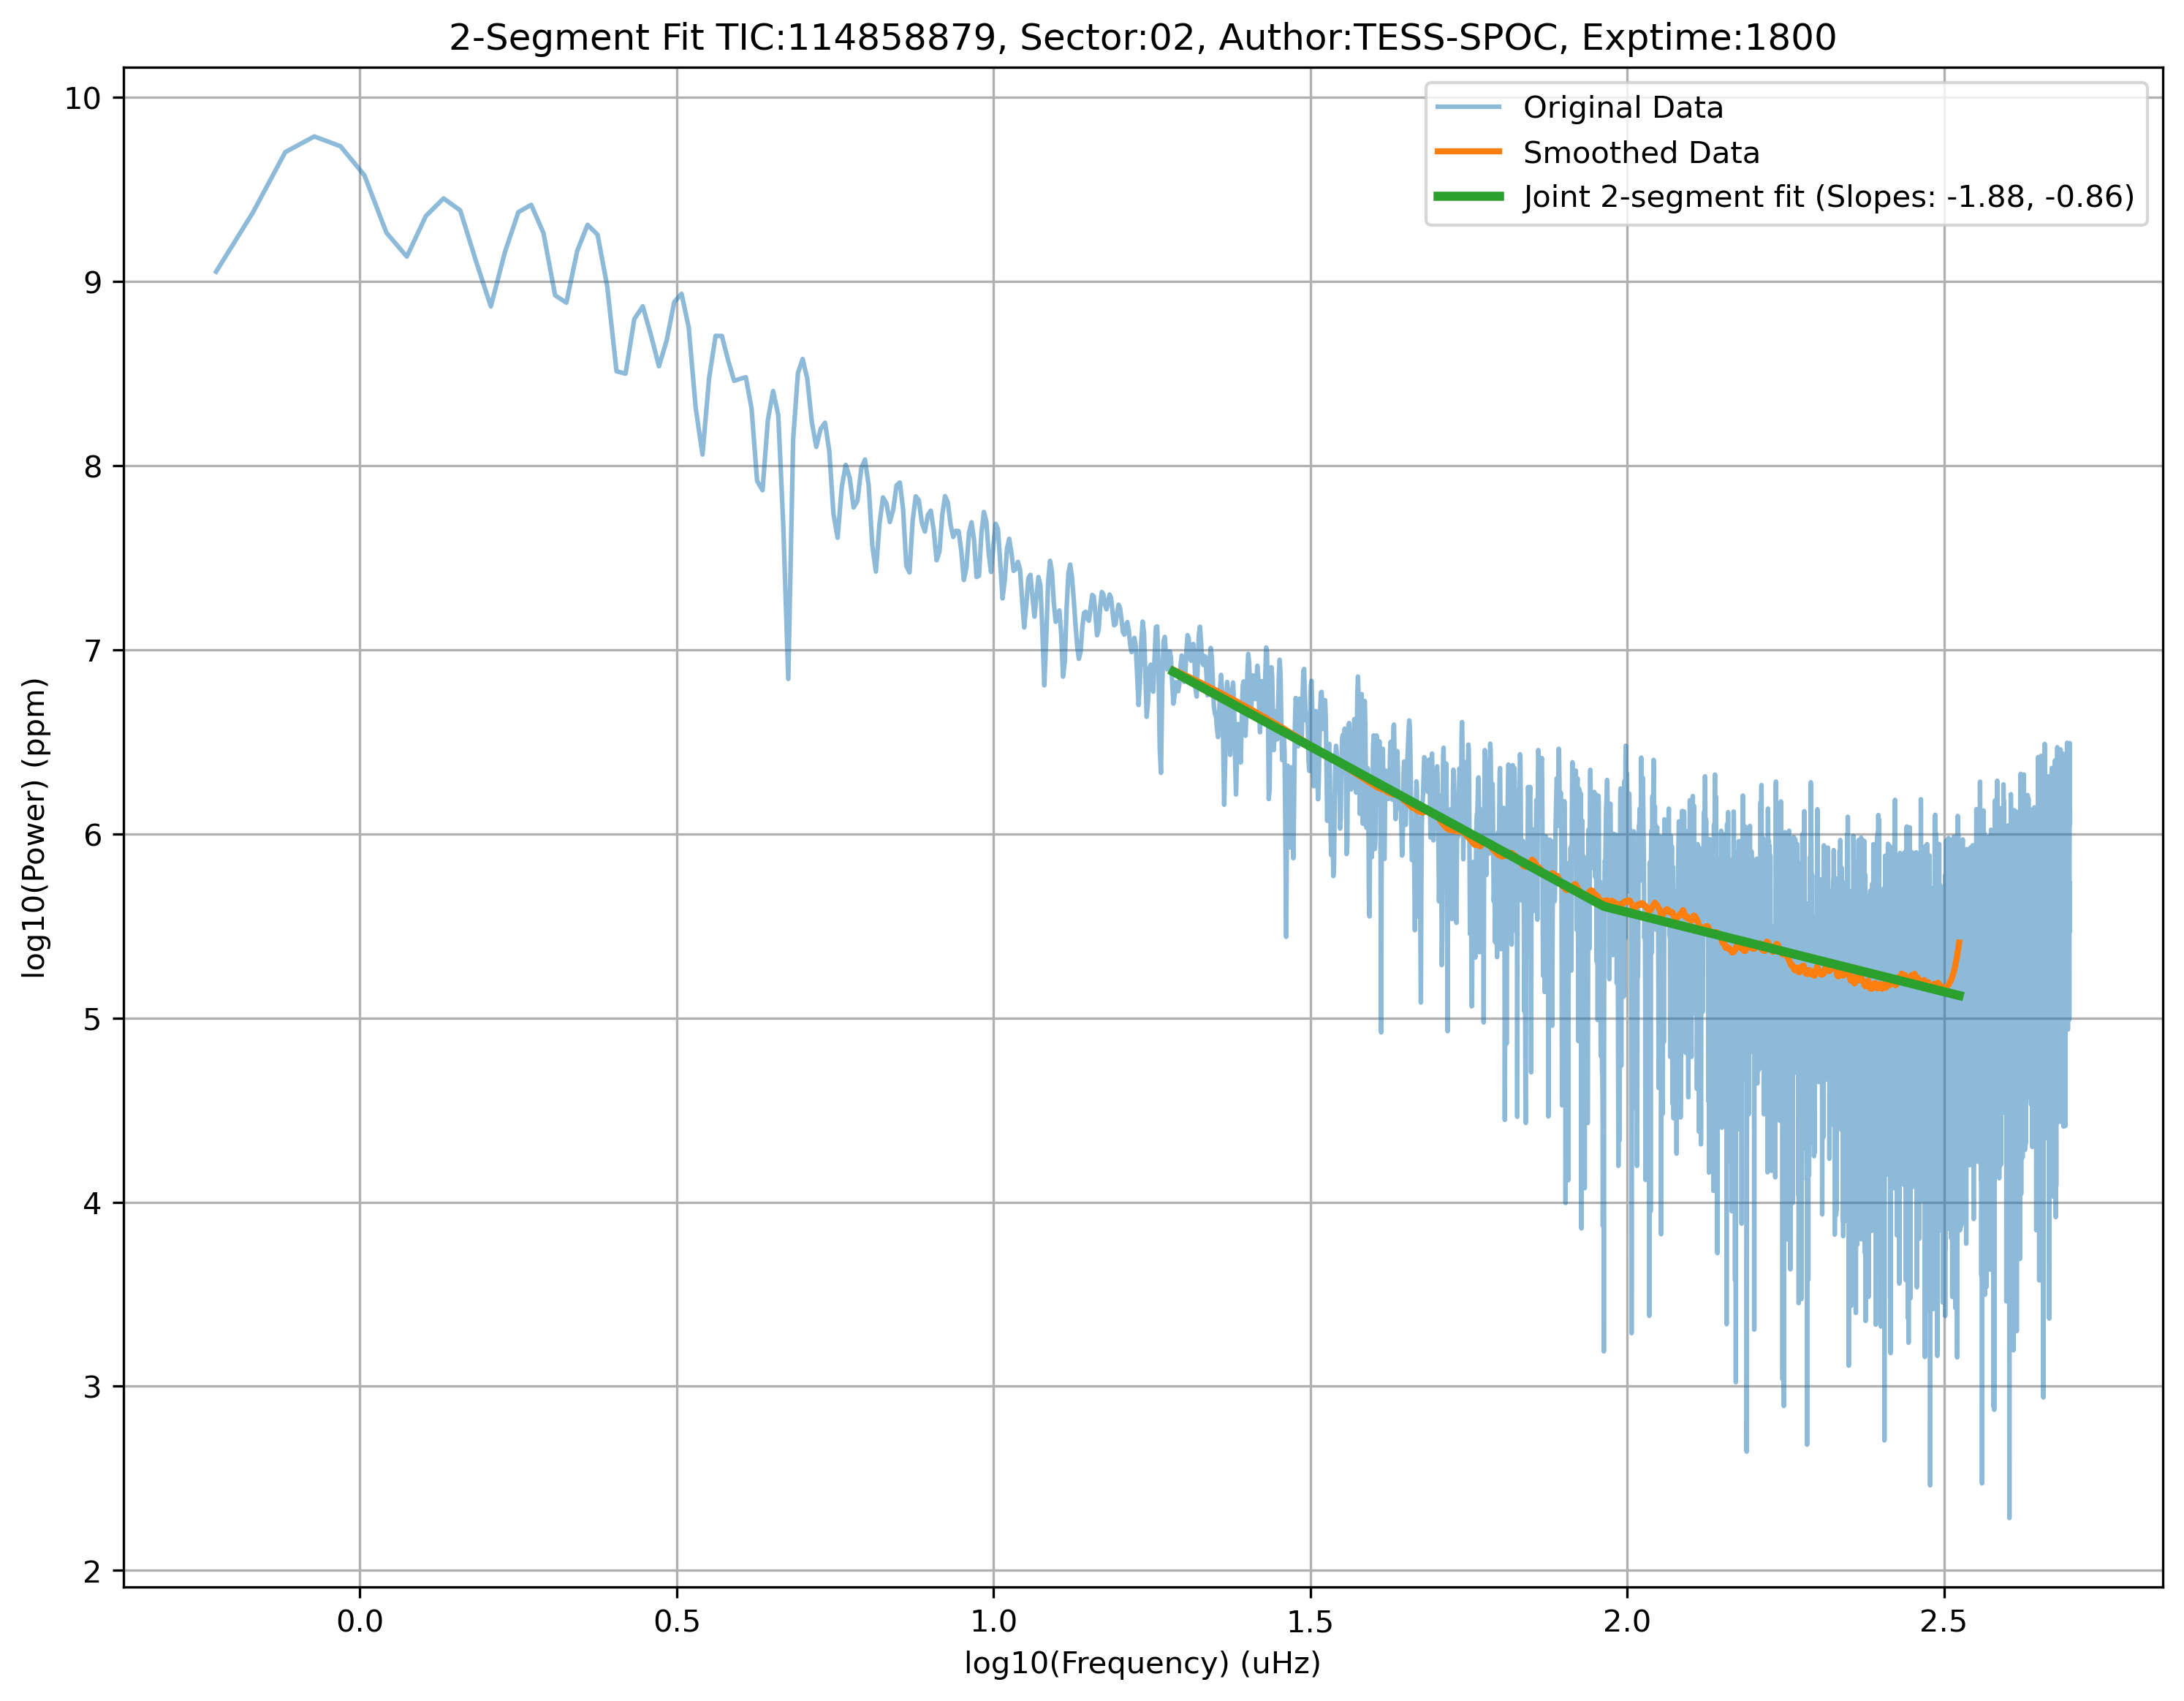 2-Segment Fit TIC:114858879, Sector:02, Author:TESS-SPOC, Exptime:1800
Original Data
Smoothed Data
Joint 2-segment fit (Slopes: -1.88, -0.86)
log10(Power) (ppm)
10
9
8
7
6
5
4
3
2
0.0 0.5 1.0 1.5 2.0 2.5
log10(Frequency) (uHz)